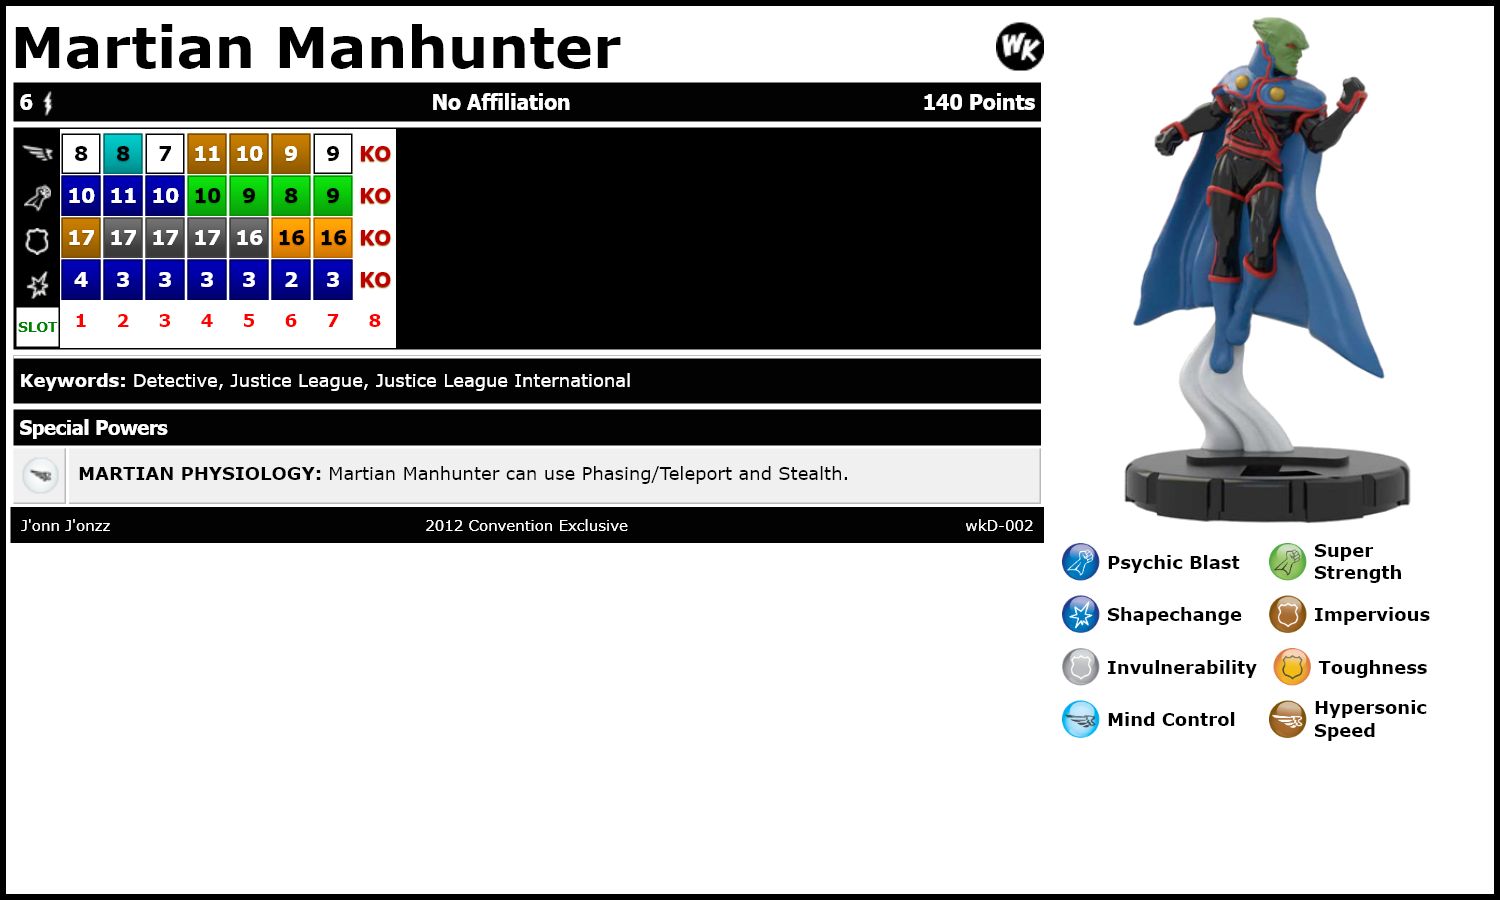 Martian Manhunter
WK
6 No Affiliation 140 Points
8 8 7 11 10 9 9 KO
10 11 10 10 9 8 9 KO
17 17 17 17 16 16 16 KO
4 3 3 3 3 2 3 KO
SLOT 1 2 3 4 5 6 7 8
Keywords: Detective, Justice League, Justice League International
Special Powers
MARTIAN PHYSIOLOGY: Martian Manhunter can use Phasing/Teleport and Stealth.
J'onn J'onzz 2012 Convention Exclusive wkD-002
Psychic Blast
Super
Strength
Shapechange
Impervious
Invulnerability
Toughness
Mind Control
Hypersonic
Speed